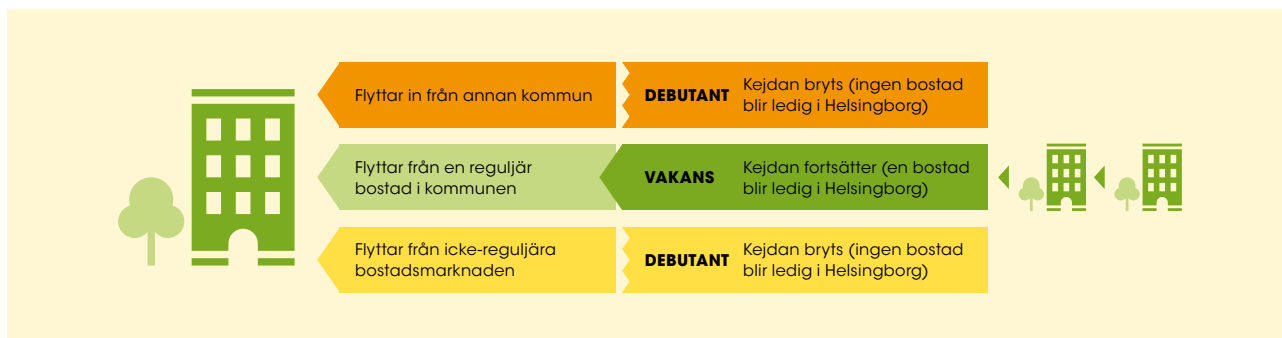 Flyttar in från annan kommun
DEBUTANT
Kejdan bryts (ingen bostad
blir ledig i Helsingborg)
Flyttar från en reguljär
bostad i kommunen
VAKANS
Kejdan fortsätter (en bostad
blir ledig i Helsingborg)
Flyttar från icke-reguljära
bostadsmarknaden
DEBUTANT
Kejdan bryts (ingen bostad
blir ledig i Helsingborg)